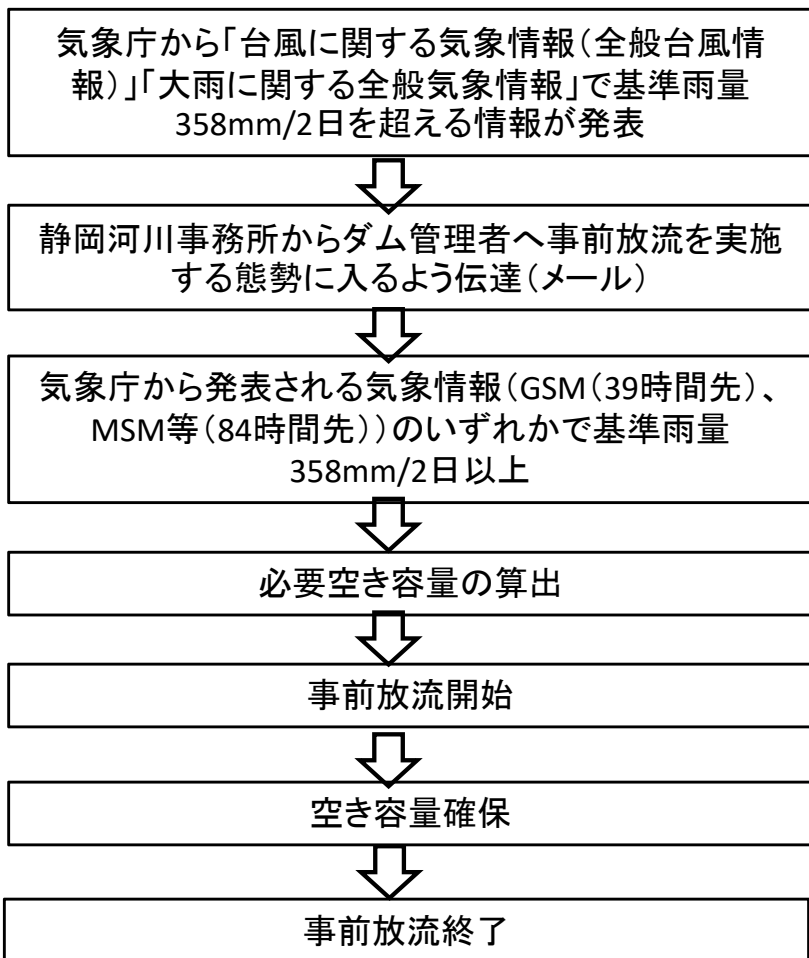 気象庁から「台風に関する気象情報（全般台風情
報）」「大雨に関する全般気象情報」で基準雨量
358mm/2日を超える情報が発表
静岡河川事務所からダム管理者へ事前放流を実施
する態勢に入るよう伝達（メール）
気象庁から発表される気象情報（GSM（39時間先）、
MSM等（84時間先））のいずれかで基準雨量
358mm/2日以上
必要空き容量の算出
事前放流開始
空き容量確保
事前放流終了